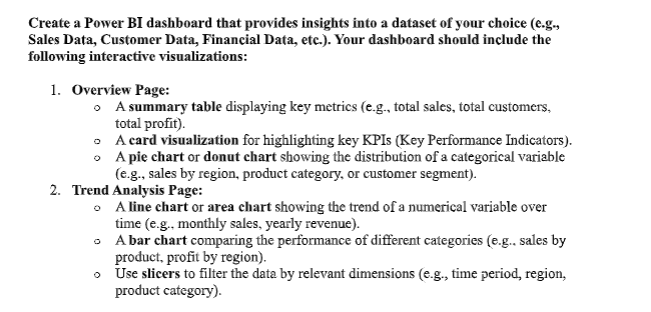 Create a Power BI dashboard that provides insights into a dataset of your choice (e.g.,
Sales Data, Customer Data, Financial Data, etc.). Your dashboard should include the
following interactive visualizations:
1. Overview Page:
o A summary table displaying key metrics (e.g., total sales, total customers,
total profit).
o A card visualization for highlighting key KPIs (Key Performance Indicators).
o A pie chart or donut chart showing the distribution of a categorical variable
(e.g., sales by region, product category, or customer segment).
2. Trend Analysis Page:
o A line chart or area chart showing the trend of a numerical variable over
time (e.g., monthly sales, yearly revenue).
o A bar chart comparing the performance of different categories (e.g., sales by
product, profit by region).
o Use slicers to filter the data by relevant dimensions (e.g., time period, region,
product category).